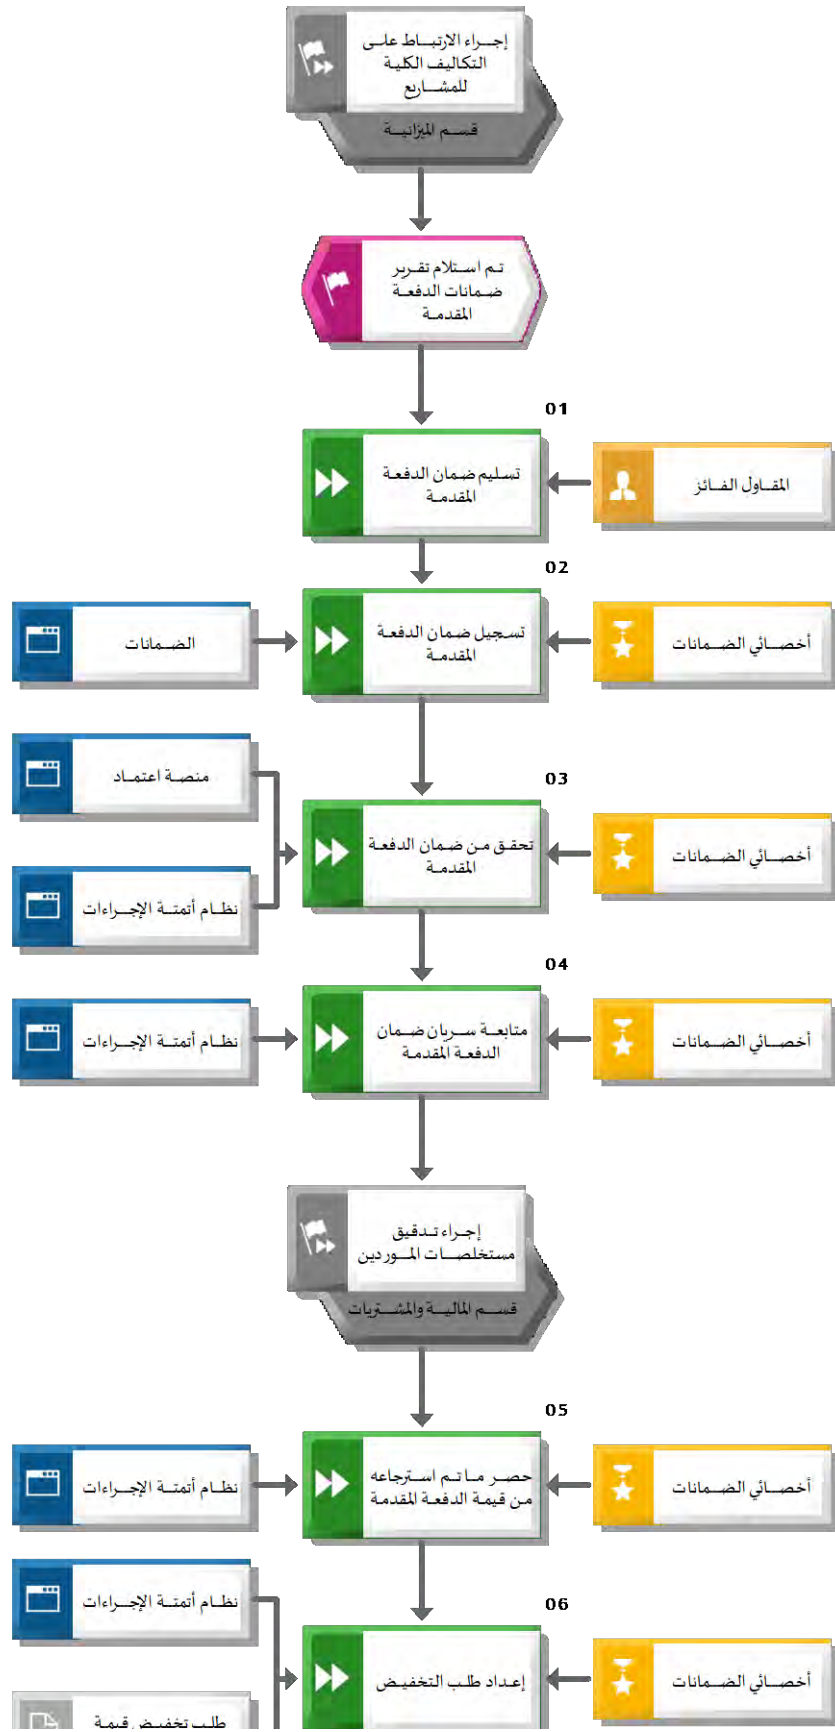 إجراء الارتباط على
التكاليف الكلية
للمشاريع
قسم الميزانية
تم استلام تقرير
ضمانات الدفعة
المقدمة
01
تسليم ضمان الدفعة
المقدمة
المقاول الفائز
02
تسجيل ضمان الدفعة
المقدمة
أخصائي الضمانات
الضمانات
03
تحقق من ضمان الدفعة
المقدمة
أخصائي الضمانات
منصة اعتماد
نظام أتمتة الإجراءات
04
متابعة سريان ضمان
الدفعة المقدمة
أخصائي الضمانات
نظام أتمتة الإجراءات
إجراء تدقيق
مستخلصات الموردين
قسم المالية والمشتريات
05
حصر ما تم استرجاعه
من قيمة الدفعة المقدمة
أخصائي الضمانات
نظام أتمتة الإجراءات
06
إعداد طلب التخفيض
أخصائي الضمانات
نظام أتمتة الإجراءات
طلب تخفيض قيمة